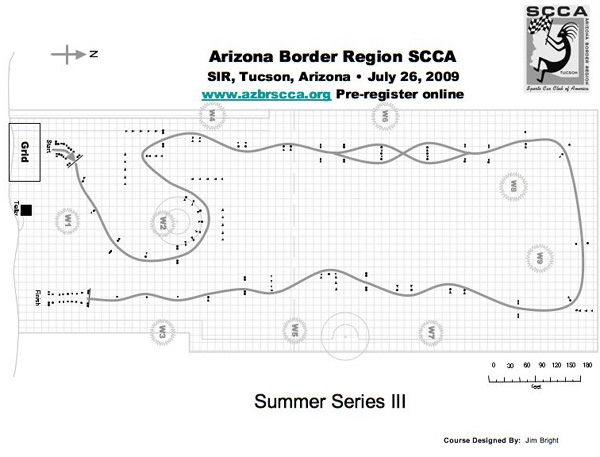 SCCA
ARIZONA BORDER REGION
TUCSON
Sports Car Club of America
N
Arizona Border Region SCCA
SIR, Tucson, Arizona • July 26, 2009
www.azbrscca.org Pre-register online
W4
W6
Grid
Start
W8
Trailer
W1
W2
W9
Finish
W3
W5
W7
0 30 60 90 120 150 180
Feet
Summer Series III
Course Designed By: Jim Bright